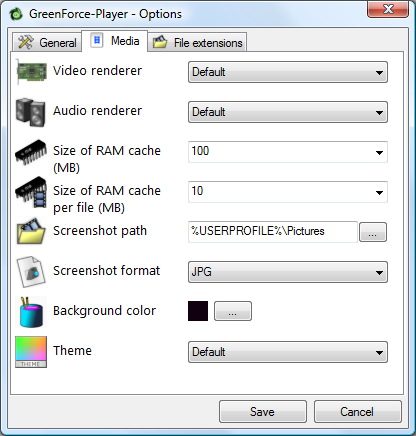 GreenForce-Player - Options
General Media File extensions
Video renderer Default
Audio renderer Default
Size of RAM cache 100
(MB)
Size of RAM cache 10
per file (MB)
Screenshot path %USERPROFILE%\Pictures ...
Screenshot format JPG
Background color ...
Theme Default
THEME
Save Cancel